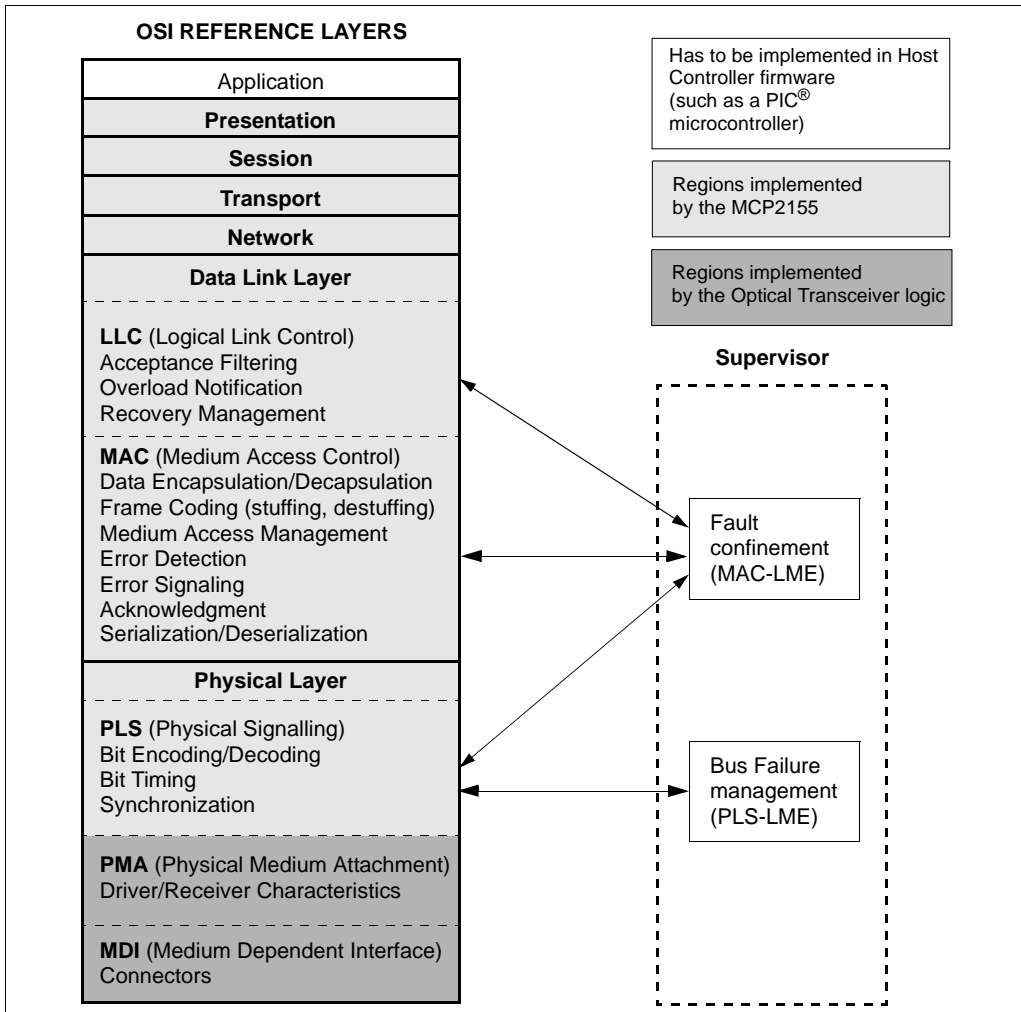 OSI REFERENCE LAYERS
Application
Presentation
Session
Transport
Network
Data Link Layer
LLC (Logical Link Control)
Acceptance Filtering
Overload Notification
Recovery Management
MAC (Medium Access Control)
Data Encapsulation/Decapsulation
Frame Coding (stuffing, destuffing)
Medium Access Management
Error Detection
Error Signaling
Acknowledgment
Serialization/Deserialization
Physical Layer
PLS (Physical Signalling)
Bit Encoding/Decoding
Bit Timing
Synchronization
PMA (Physical Medium Attachment)
Driver/Receiver Characteristics
MDI (Medium Dependent Interface)
Connectors
Has to be implemented in Host
Controller firmware
(such as a PIC®
microcontroller)
Regions implemented
by the MCP2155
Regions implemented
by the Optical Transceiver logic
Supervisor
Fault
confinement
(MAC-LME)
Bus Failure
management
(PLS-LME)